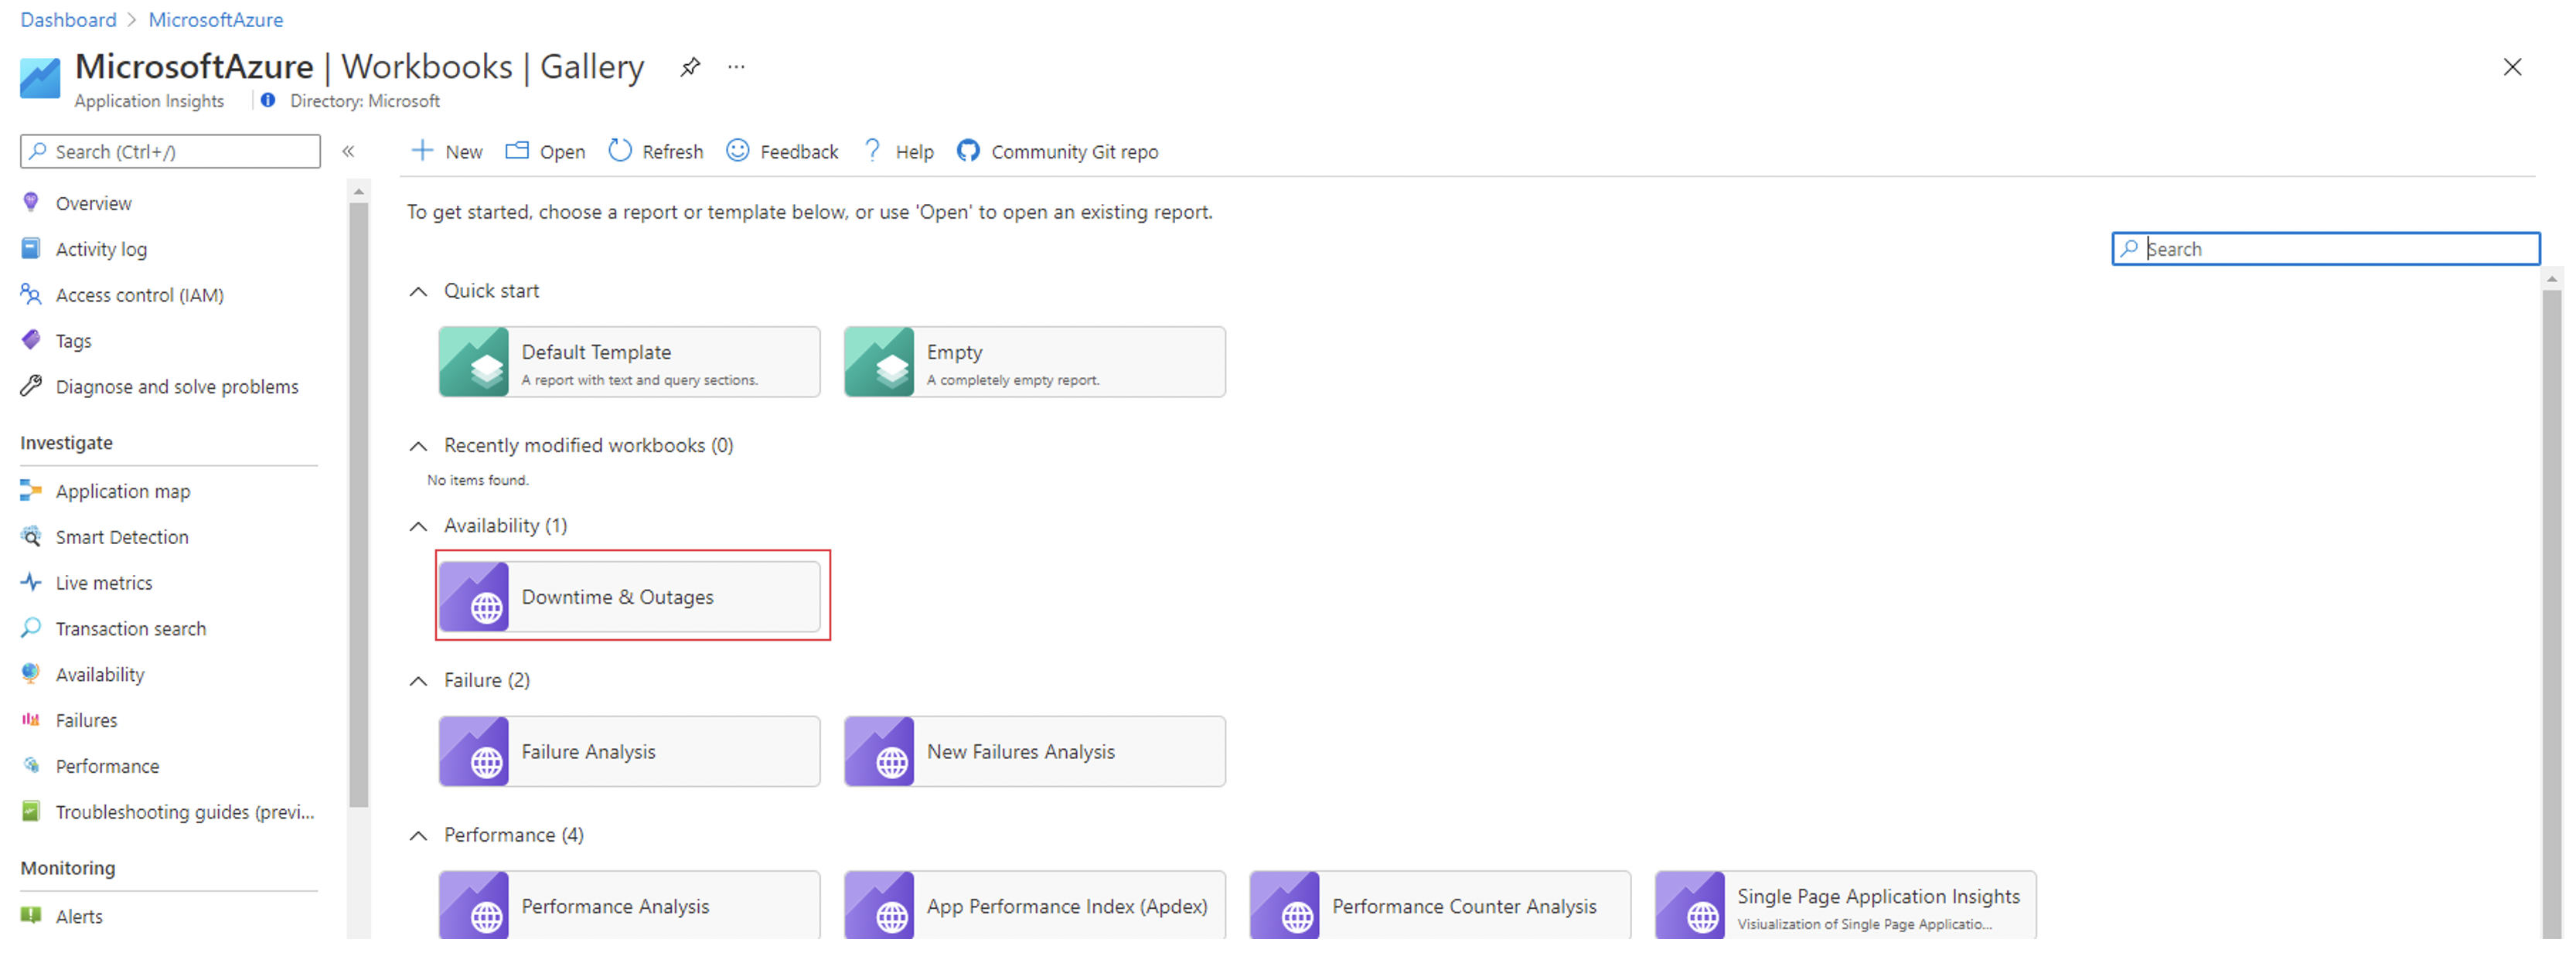 Dashboard > MicrosoftAzure
MicrosoftAzure | Workbooks | Gallery ...
Application Insights | Directory: Microsoft
Search (Ctrl+/) «
Overview
Activity log
Access control (IAM)
Tags
Diagnose and solve problems
Investigate
Application map
Smart Detection
Live metrics
Transaction search
Availability
Failures
Performance
Troubleshooting guides (previ...
Monitoring
Alerts
New Open Refresh Feedback Help Community Git repo
To get started, choose a report or template below, or use 'Open' to open an existing report.
Search
Quick start
Default Template
A report with text and query sections.
Empty
A completely empty report.
Recently modified workbooks (0)
No items found.
Availability (1)
Downtime & Outages
Failure (2)
Failure Analysis
New Failures Analysis
Performance (4)
Performance Analysis
App Performance Index (Apdex)
Performance Counter Analysis
Single Page Application Insights
Visiualization of Single Page Applicatio...